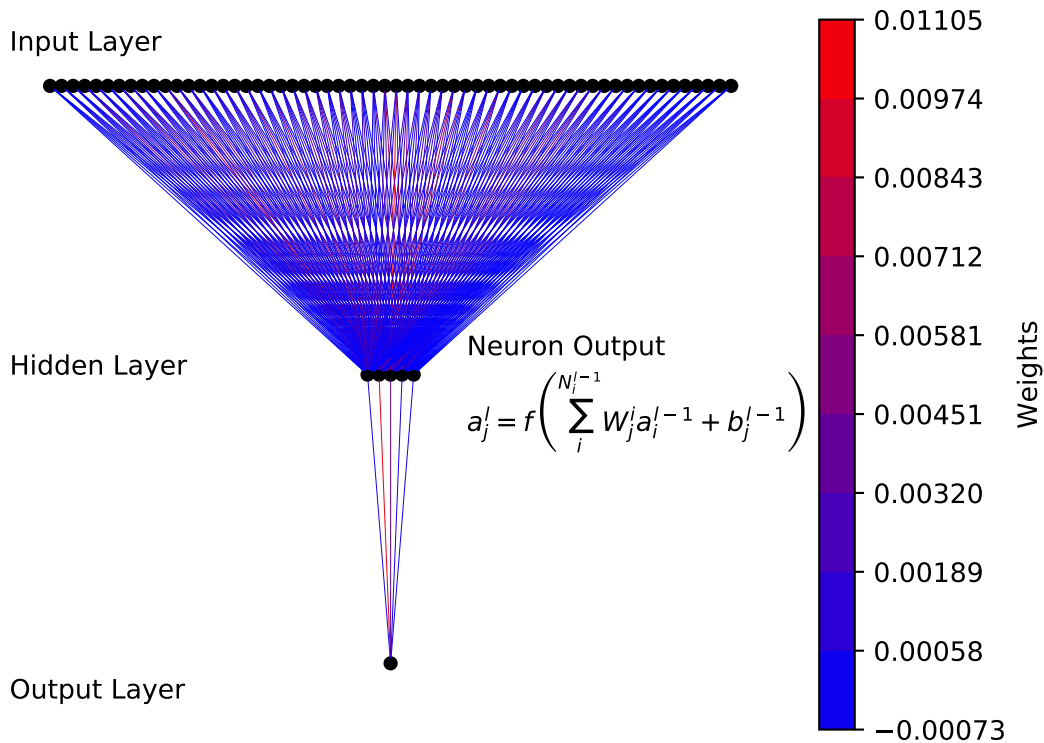 Input Layer
Hidden Layer
Neuron Output
a_j^l = f(∑_i^{N_i^{l−1}} W_j^i a_i^{l−1} + b_j^{l−1})
Output Layer
0.01105
0.00974
0.00843
0.00712
0.00581
0.00451
0.00320
0.00189
0.00058
−0.00073
Weights